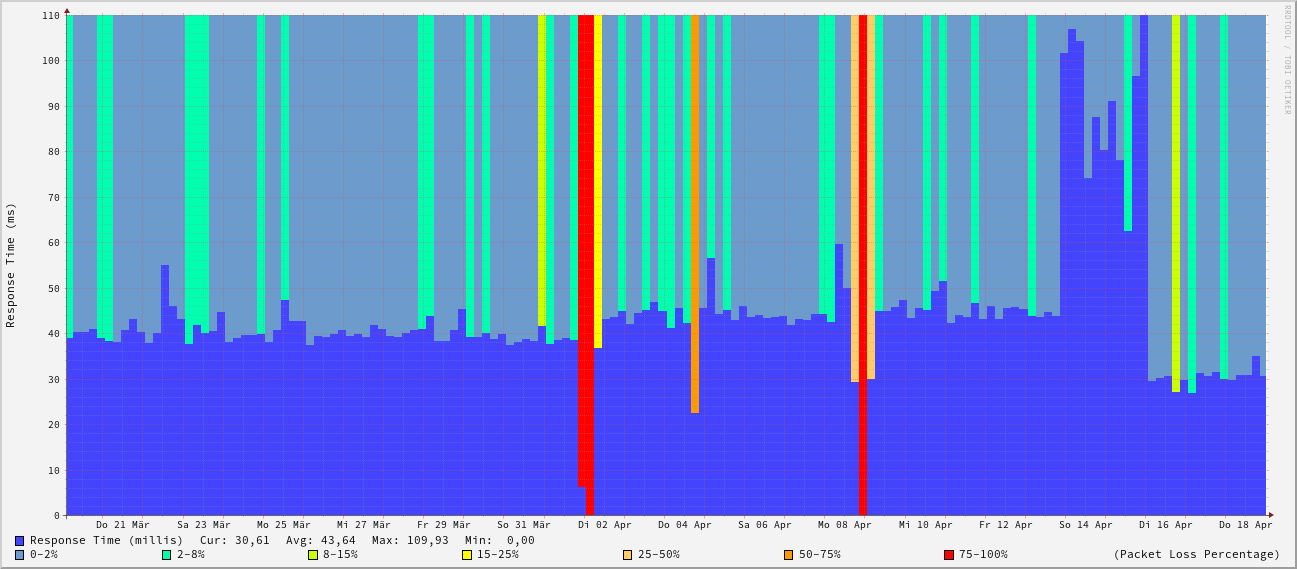 RRDTOOL / TOBI OETIKER
Response Time (ms)
110
100
90
80
70
60
50
40
30
20
10
0
Do 21 Mär Sa 23 Mär Mo 25 Mär Mi 27 Mär Fr 29 Mär So 31 Mär Di 02 Apr Do 04 Apr Sa 06 Apr Mo 08 Apr Mi 10 Apr Fr 12 Apr So 14 Apr Di 16 Apr Do 18 Apr
Response Time (millis) Cur: 30,61 Avg: 43,64 Max: 109,93 Min: 0,00
0-2% 2-8% 8-15% 15-25% 25-50% 50-75% 75-100% (Packet Loss Percentage)